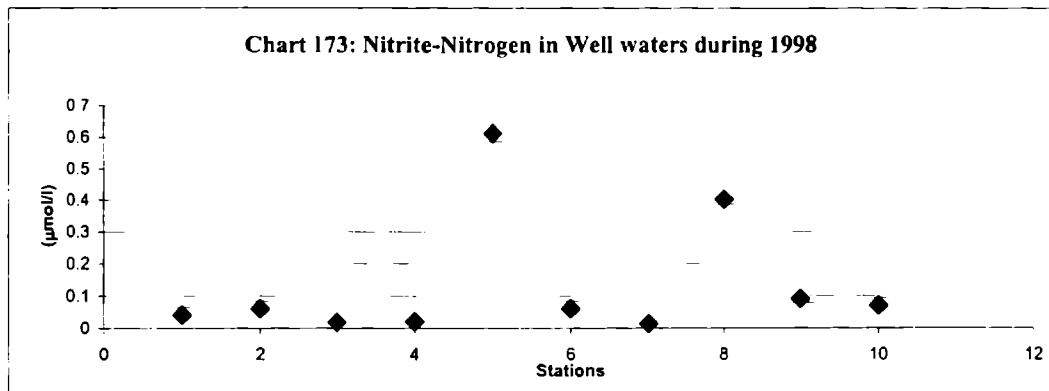 Chart 173: Nitrite-Nitrogen in Well waters during 1998
0 7
0.6
0.5
0.4
0.3
0.2
0.1
0
(µmol/l)
0 2 4 6 8 10 12
Stations